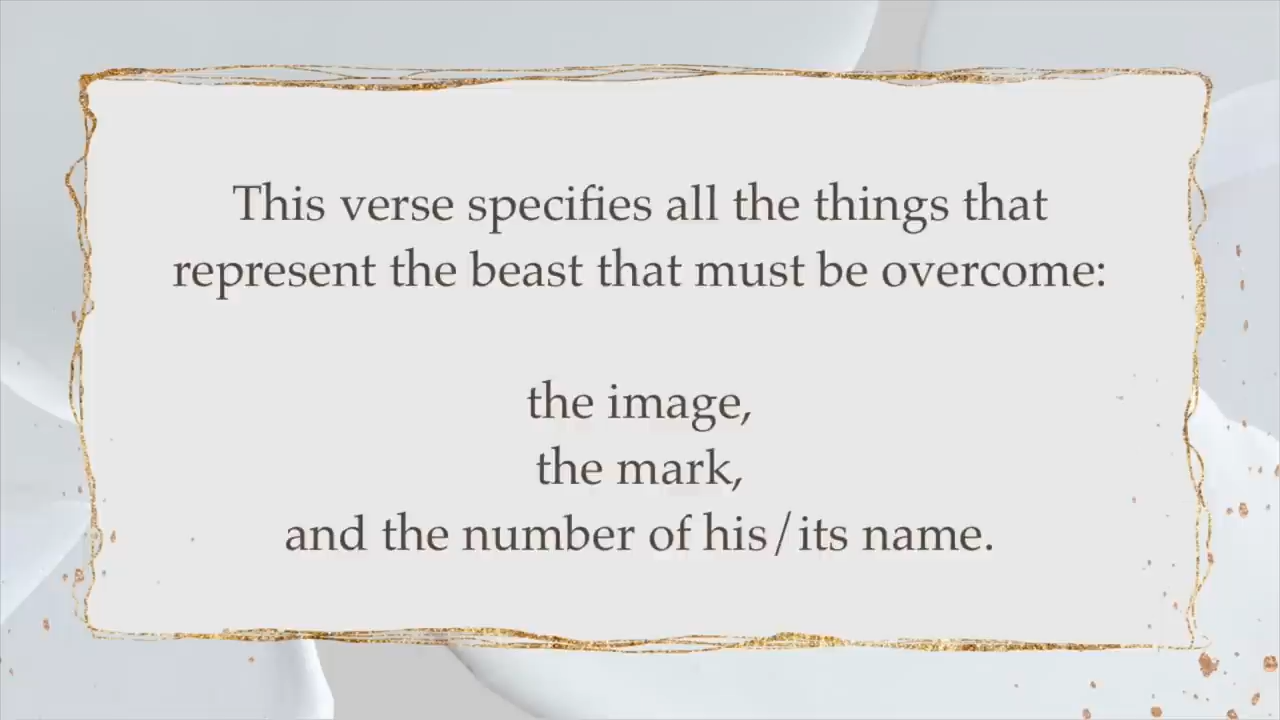 This verse specifies all the things that
represent the beast that must be overcome:
the image,
the mark,
and the number of his/its name.